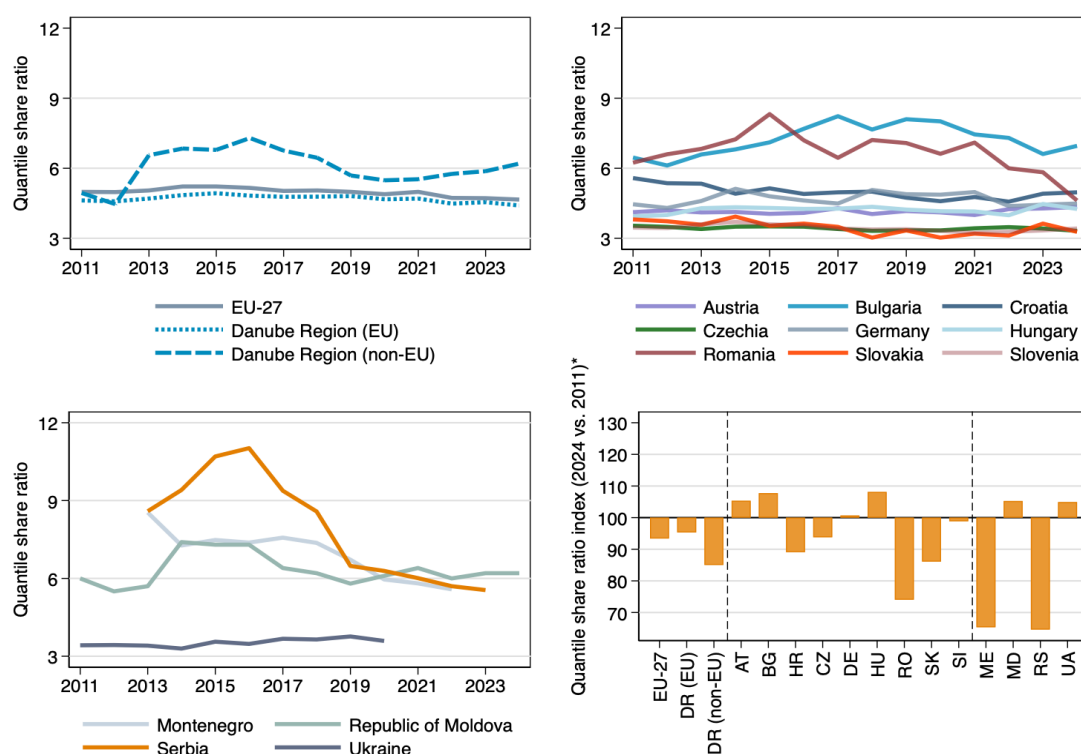 Quantile share ratio
12
9
6
3
2011 2013 2015 2017 2019 2021 2023
EU-27
Danube Region (EU)
Danube Region (non-EU)
Quantile share ratio
12
9
6
3
2011 2013 2015 2017 2019 2021 2023
Austria Bulgaria Croatia
Czechia Germany Hungary
Romania Slovakia Slovenia
Quantile share ratio
12
9
6
3
2011 2013 2015 2017 2019 2021 2023
Montenegro Republic of Moldova
Serbia Ukraine
Quantile share ratio index (2024 vs. 2011)*
130
120
110
100
90
80
70
EU-27
DR (EU)
DR (non-EU)
AT
BG
HR
CZ
DE
HU
RO
SK
SI
ME
MD
RS
UA